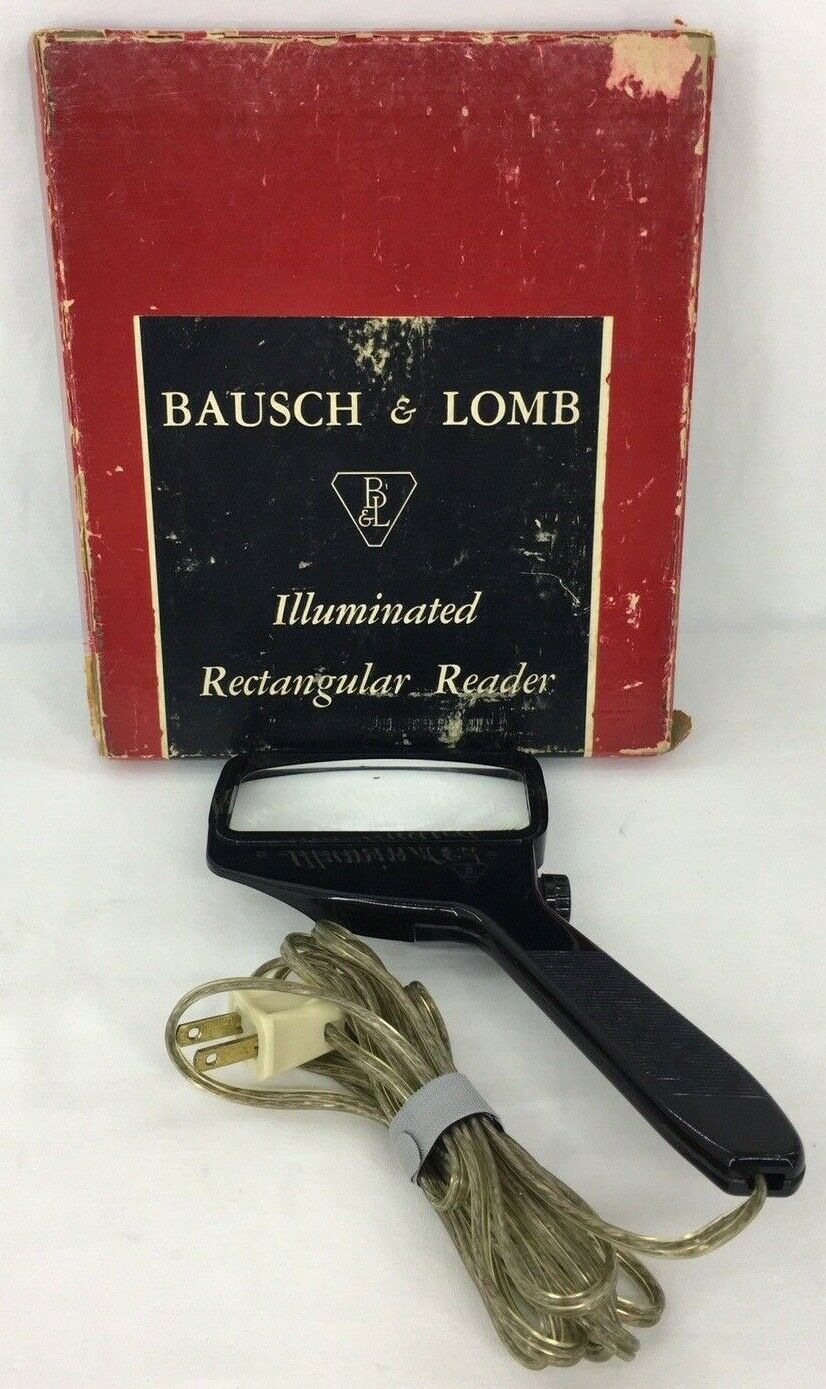 BAUSCH & LOMB
B
&L
Illuminated
Rectangular Reader